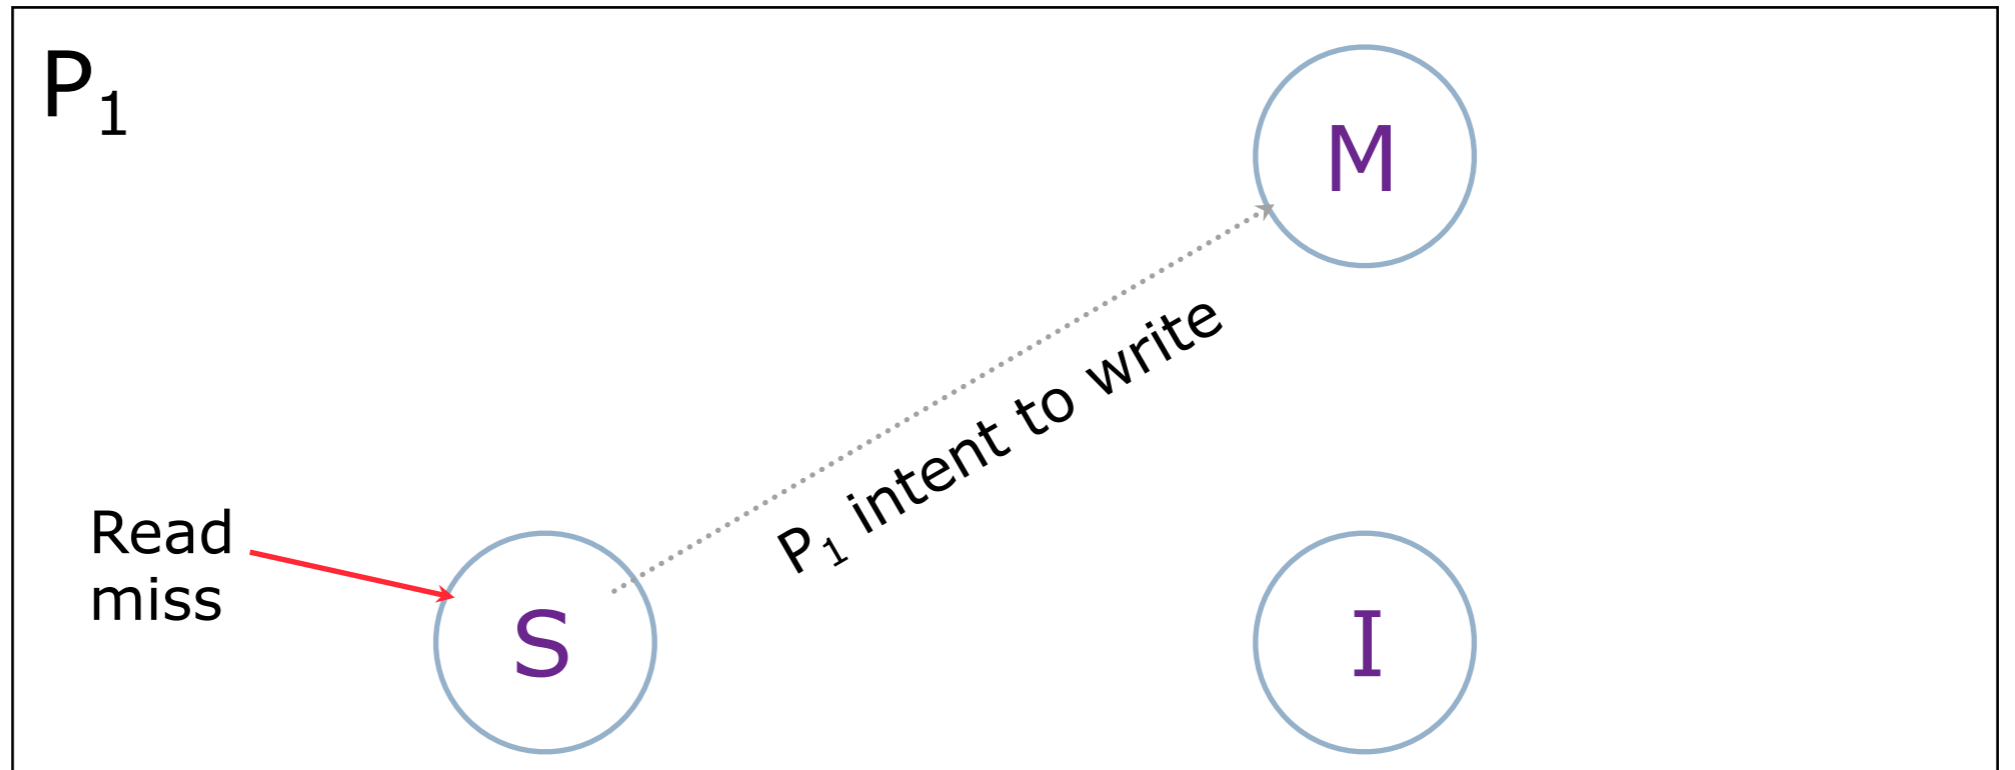 P₁
M
P₁ intent to write
Read
miss
S
I